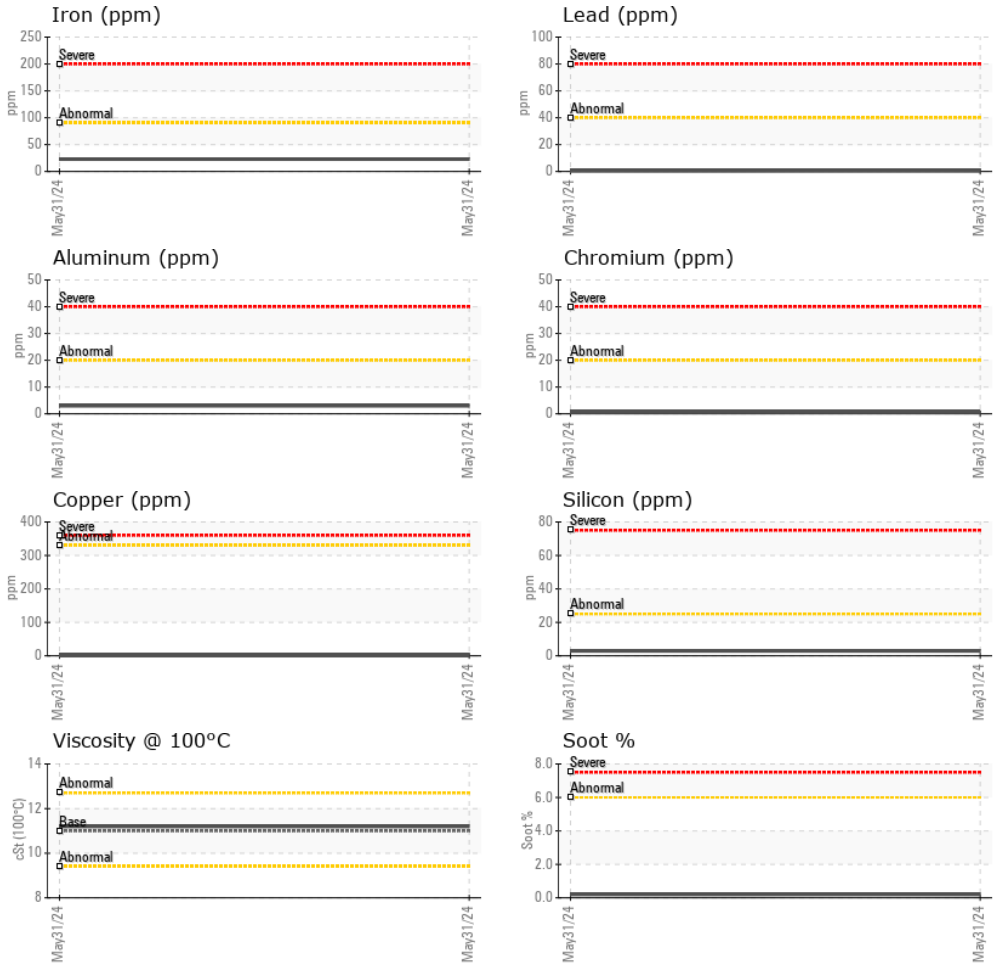 Iron (ppm)
250
200
150
100
50
0
ppm
Severe
Abnormal
May31/24
May31/24
Lead (ppm)
100
80
60
40
20
0
ppm
Severe
Abnormal
May31/24
May31/24
Aluminum (ppm)
50
40
30
20
10
0
ppm
Severe
Abnormal
May31/24
May31/24
Chromium (ppm)
50
40
30
20
10
0
ppm
Severe
Abnormal
May31/24
May31/24
Copper (ppm)
400
300
200
100
0
ppm
Severe
Abnormal
May31/24
May31/24
Silicon (ppm)
80
60
40
20
0
ppm
Severe
Abnormal
May31/24
May31/24
Viscosity @ 100°C
14
12
10
8
cSt (100°C)
Abnormal
Base
Abnormal
May31/24
May31/24
Soot %
8.0
6.0
4.0
2.0
0.0
Soot %
Severe
Abnormal
May31/24
May31/24